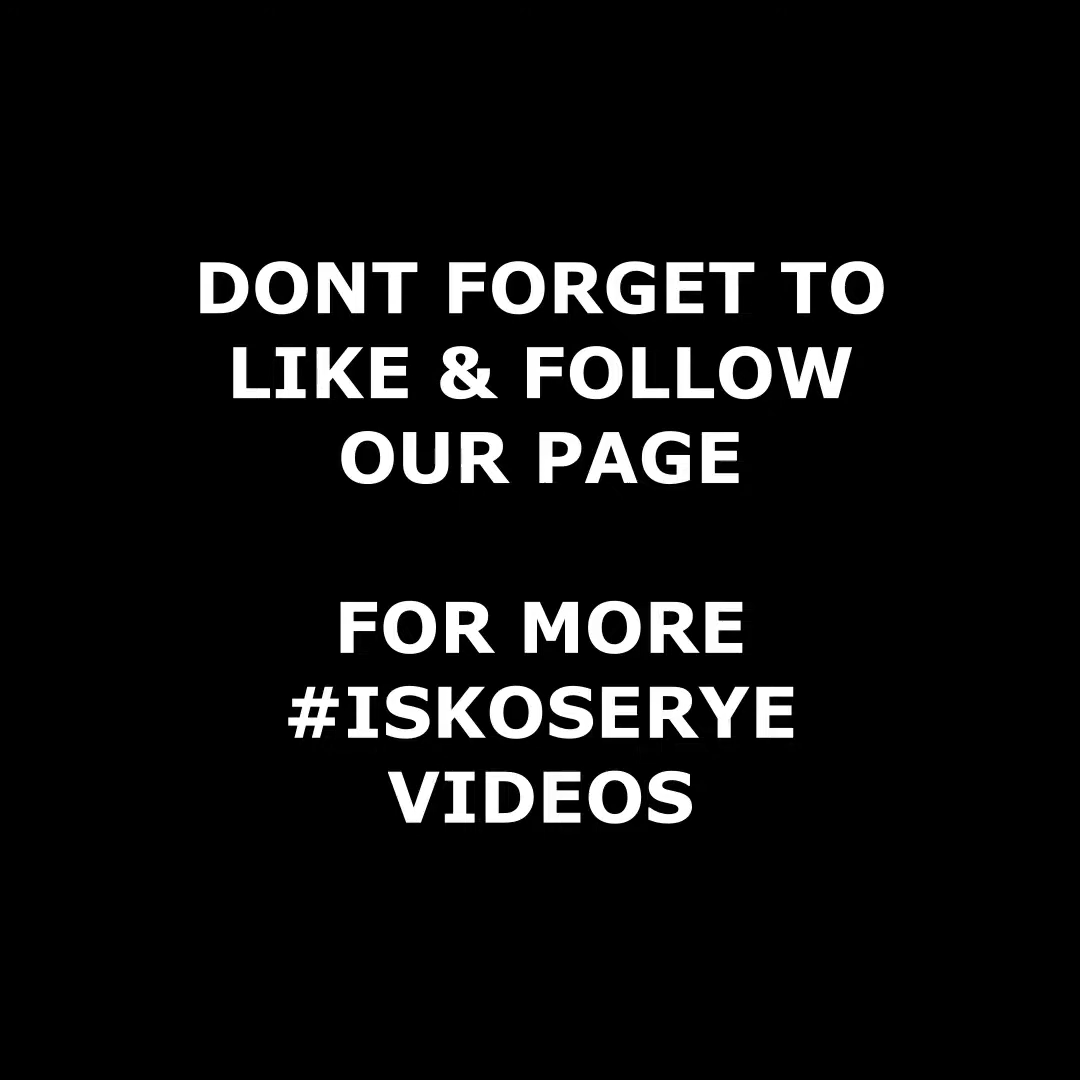 DONT FORGET TO
LIKE & FOLLOW
OUR PAGE
FOR MORE
#ISKOSERYE
VIDEOS